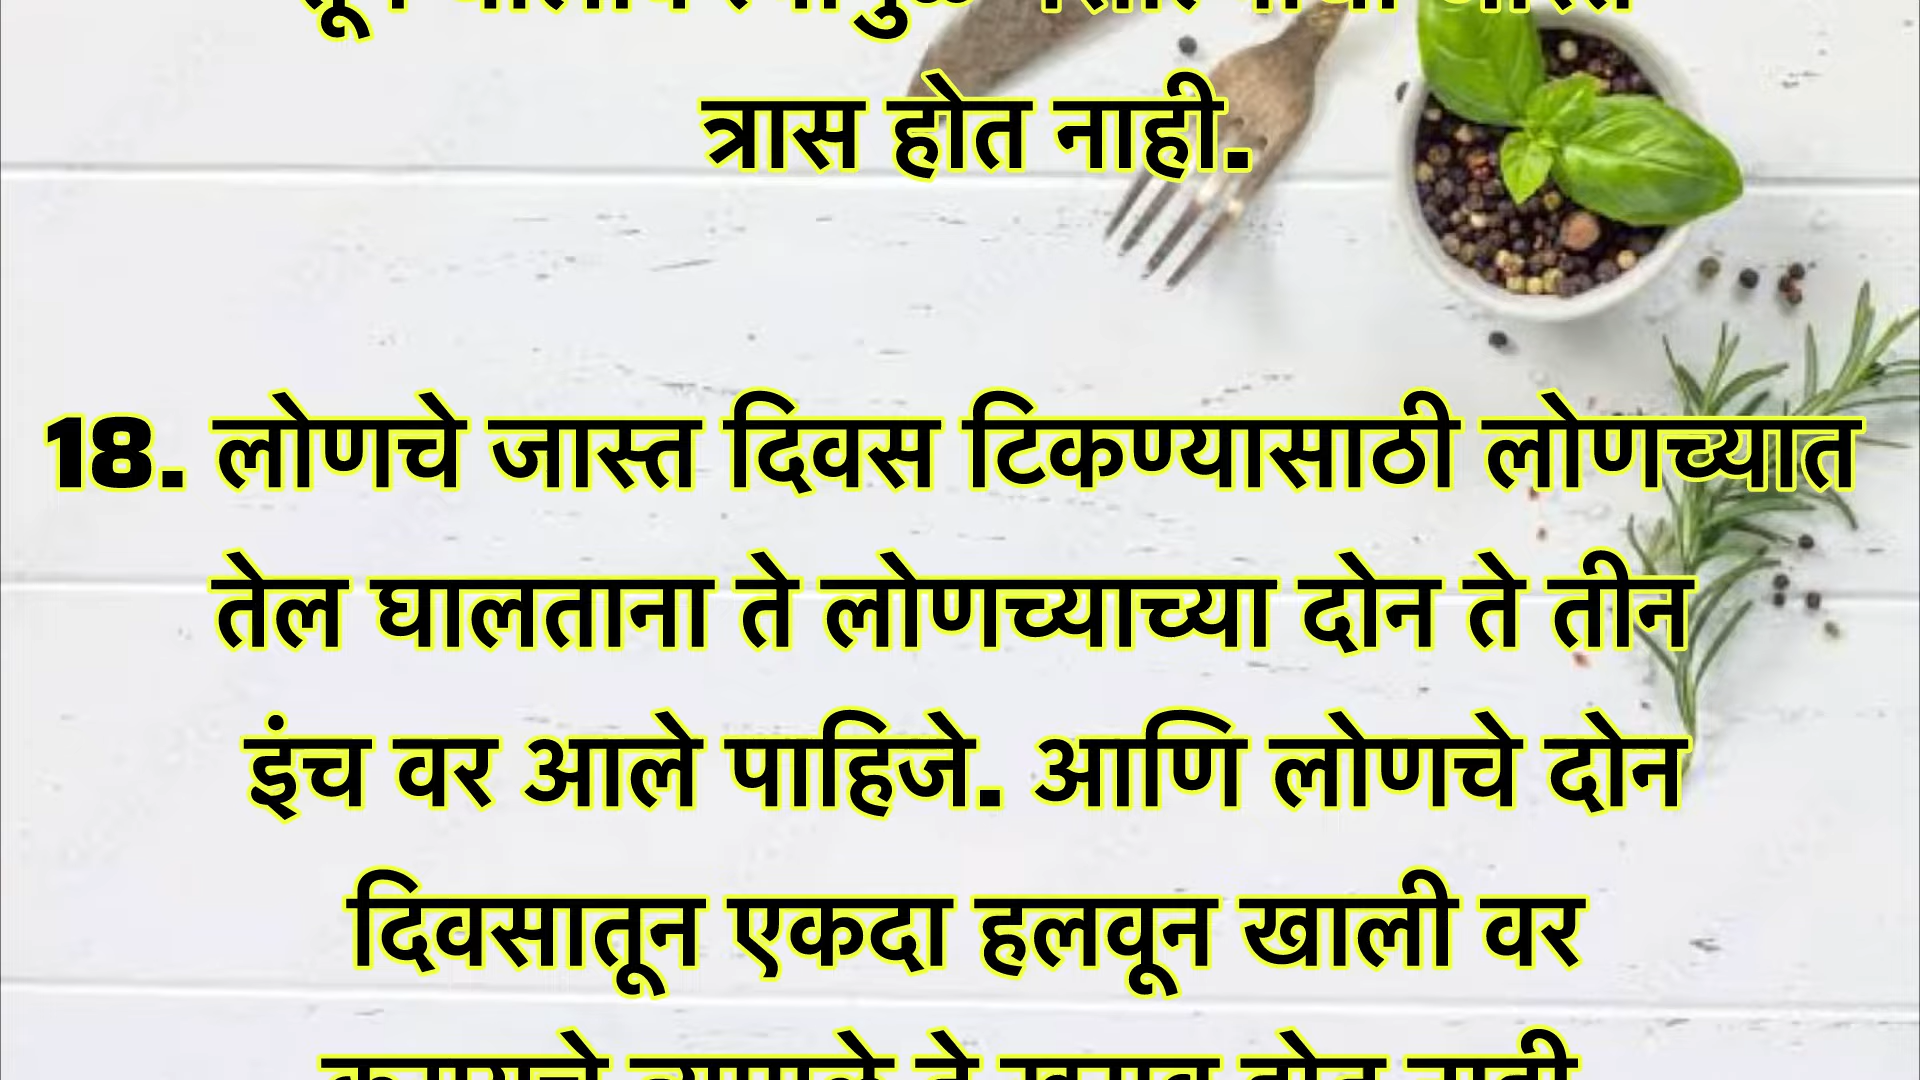 त्रास होत नाही.
18. लोणचे जास्त दिवस टिकण्यासाठी लोणच्यात
तेल घालताना ते लोणच्याच्या दोन ते तीन
इंच वर आले पाहिजे. आणि लोणचे दोन
दिवसातून एकदा हलवून खाली वर